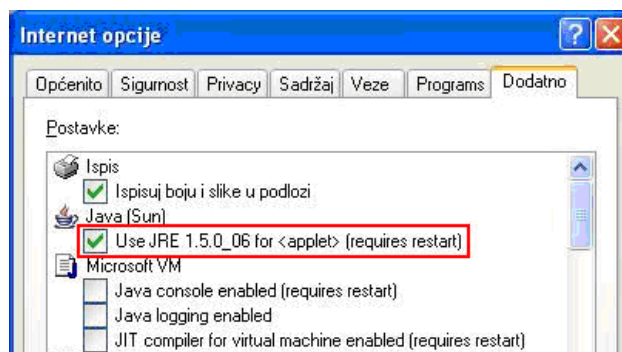 Internet opcije
Općenito Sigurnost Privacy Sadržaj Veze Programs Dodatno
Postavke:
Ispis
Ispisuj boju i slike u podlozi
Java (Sun)
Use JRE 1.5.0_06 for <applet> (requires restart)
Microsoft VM
Java console enabled (requires restart)
Java logging enabled
JIT compiler for virtual machine enabled (requires restart)